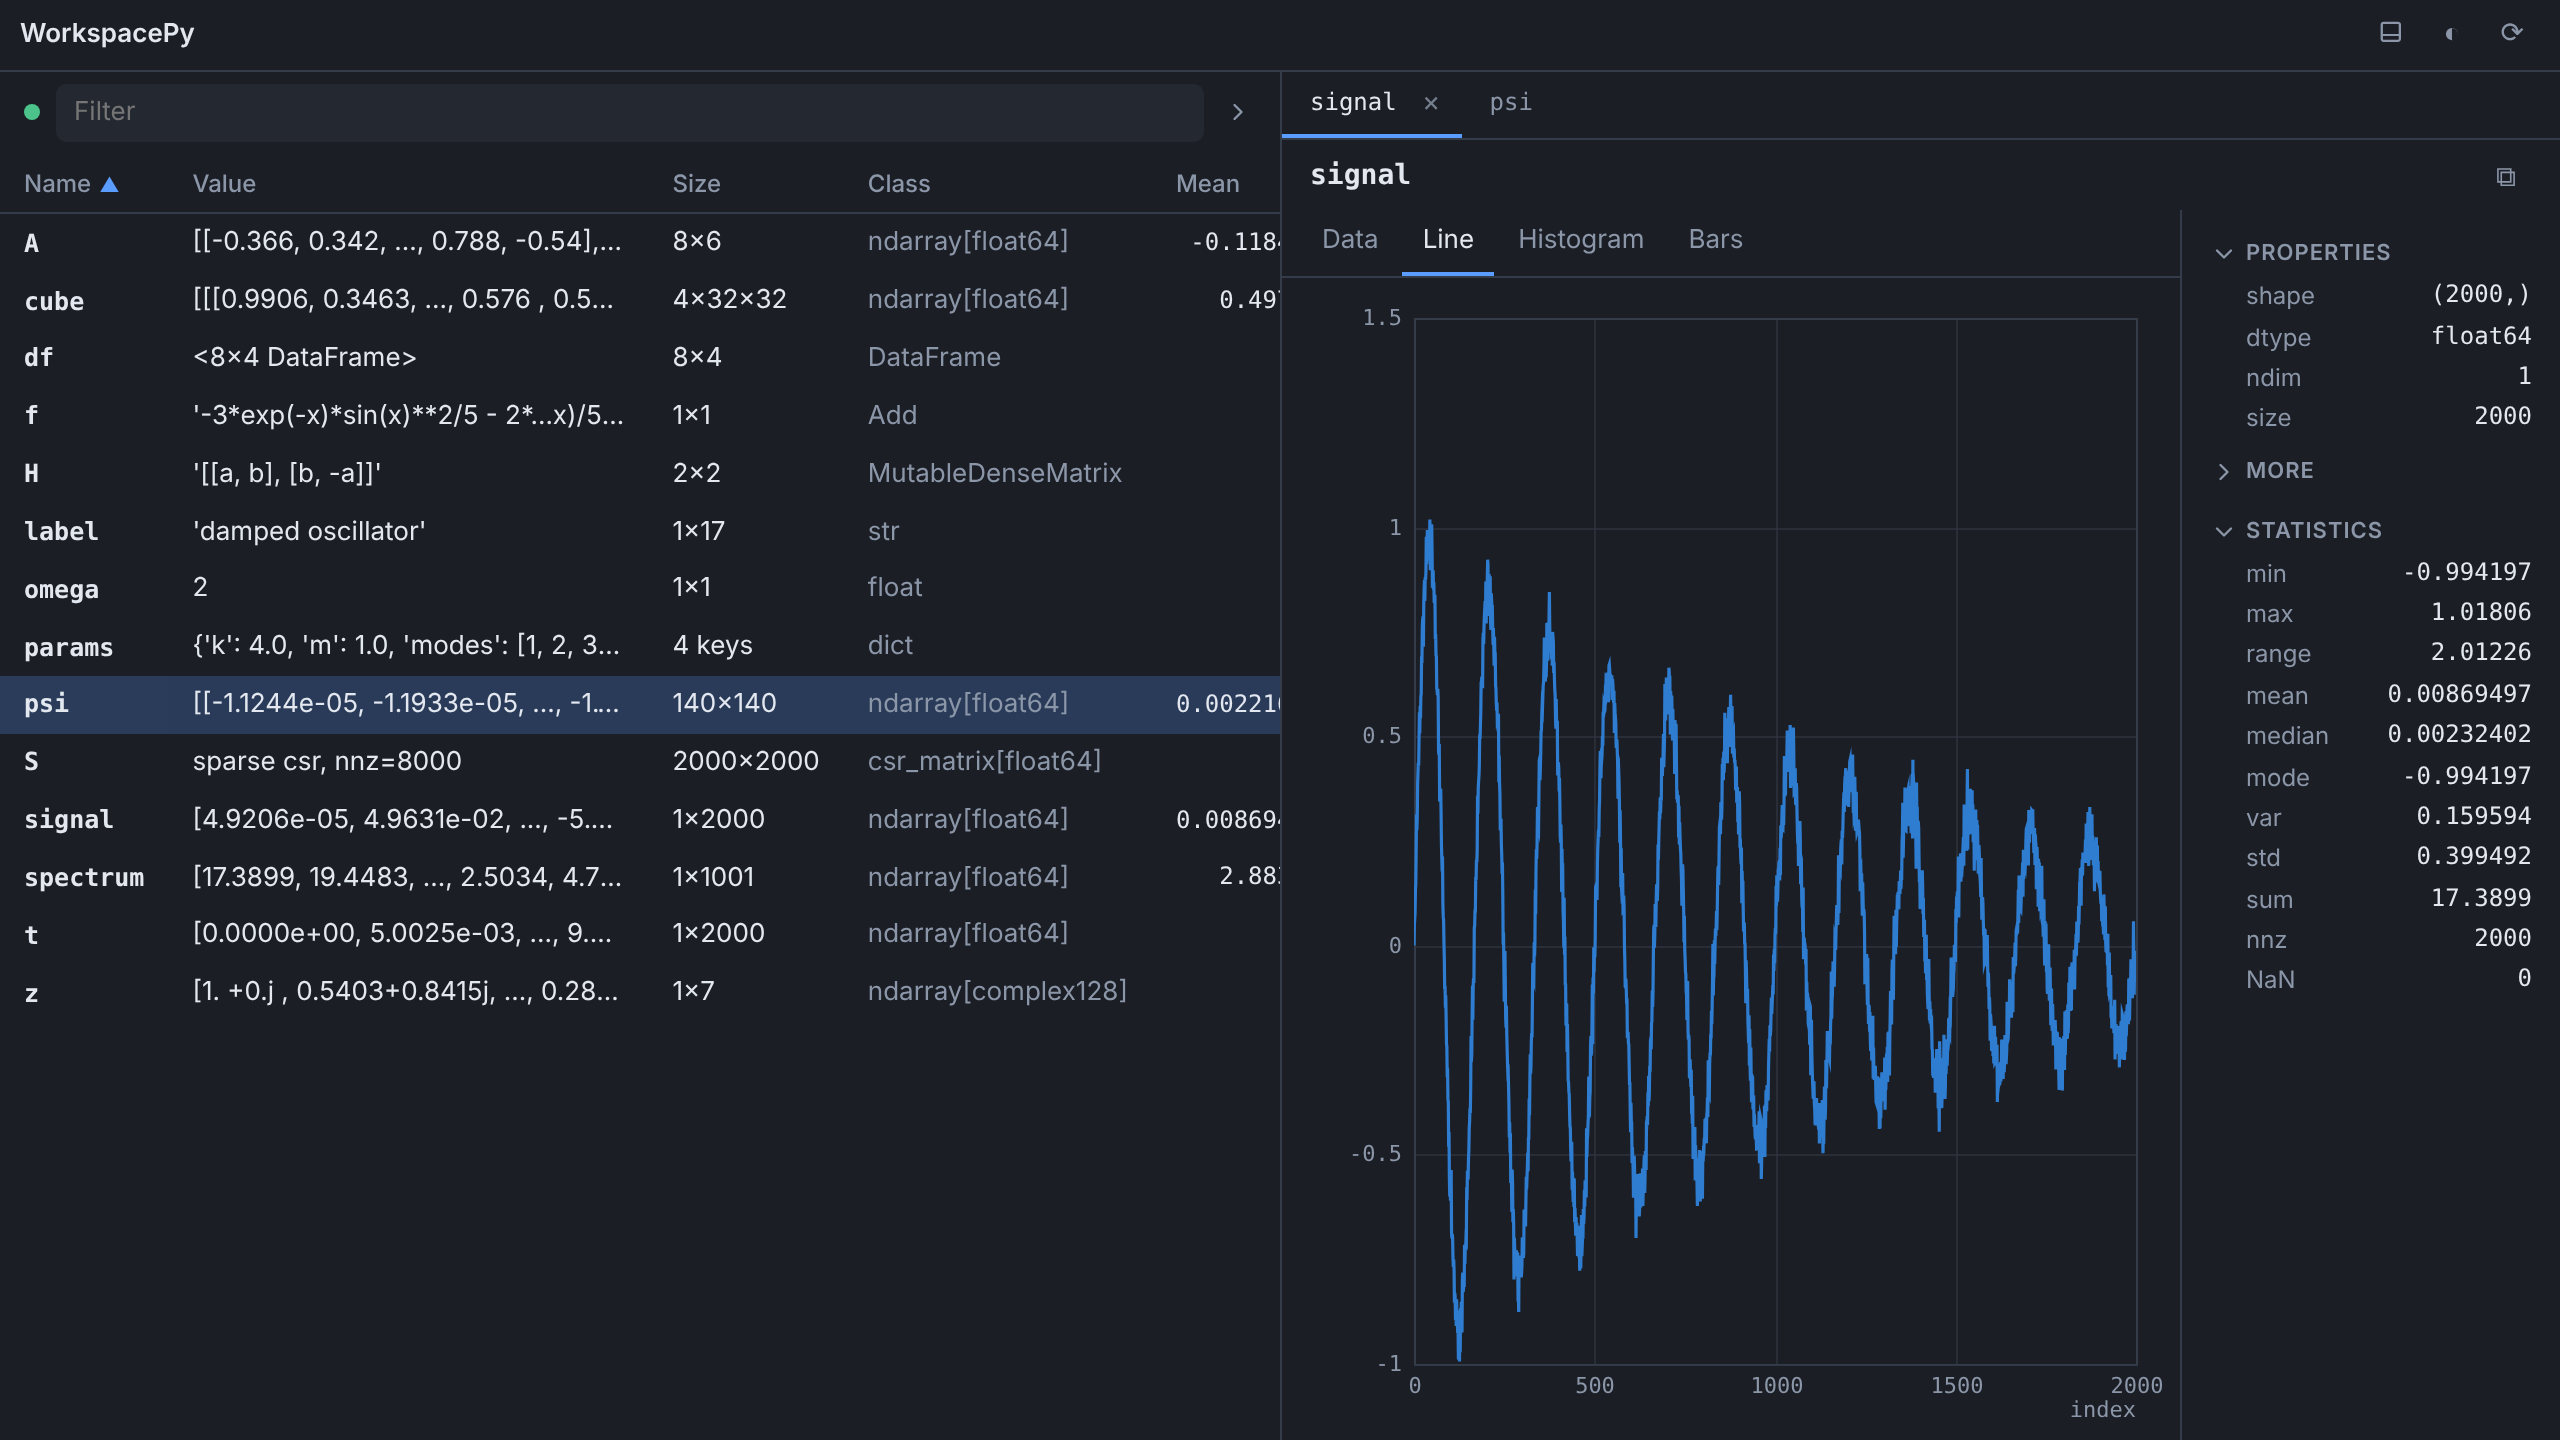 WorkspacePy
Filter
Name Value Size Class Mean
A [[-0.366, 0.342, ..., 0.788, -0.54],... 8×6 ndarray[float64] -0.118
cube [[[0.9906, 0.3463, ..., 0.576 , 0.5... 4×32×32 ndarray[float64] 0.49
df <8×4 DataFrame> 8×4 DataFrame
f '-3*exp(-x)*sin(x)**2/5 - 2*...x)/5... 1×1 Add
H '[[a, b], [b, -a]]' 2×2 MutableDenseMatrix
label 'damped oscillator' 1×17 str
omega 2 1×1 float
params {'k': 4.0, 'm': 1.0, 'modes': [1, 2, 3... 4 keys dict
psi [[-1.1244e-05, -1.1933e-05, ..., -1.... 140×140 ndarray[float64] 0.00221
S sparse csr, nnz=8000 2000×2000 csr_matrix[float64]
signal [4.9206e-05, 4.9631e-02, ..., -5.... 1×2000 ndarray[float64] 0.00869
spectrum [17.3899, 19.4483, ..., 2.5034, 4.7... 1×1001 ndarray[float64] 2.88
t [0.0000e+00, 5.0025e-03, ..., 9.... 1×2000 ndarray[float64]
z [1. +0.j , 0.5403+0.8415j, ..., 0.28... 1×7 ndarray[complex128]
signal × psi
signal
Data Line Histogram Bars
1.5
1
0.5
0
-0.5
-1
0 500 1000 1500 2000
index
PROPERTIES
shape (2000,)
dtype float64
ndim 1
size 2000
MORE
STATISTICS
min -0.994197
max 1.01806
range 2.01226
mean 0.00869497
median 0.00232402
mode -0.994197
var 0.159594
std 0.399492
sum 17.3899
nnz 2000
NaN 0